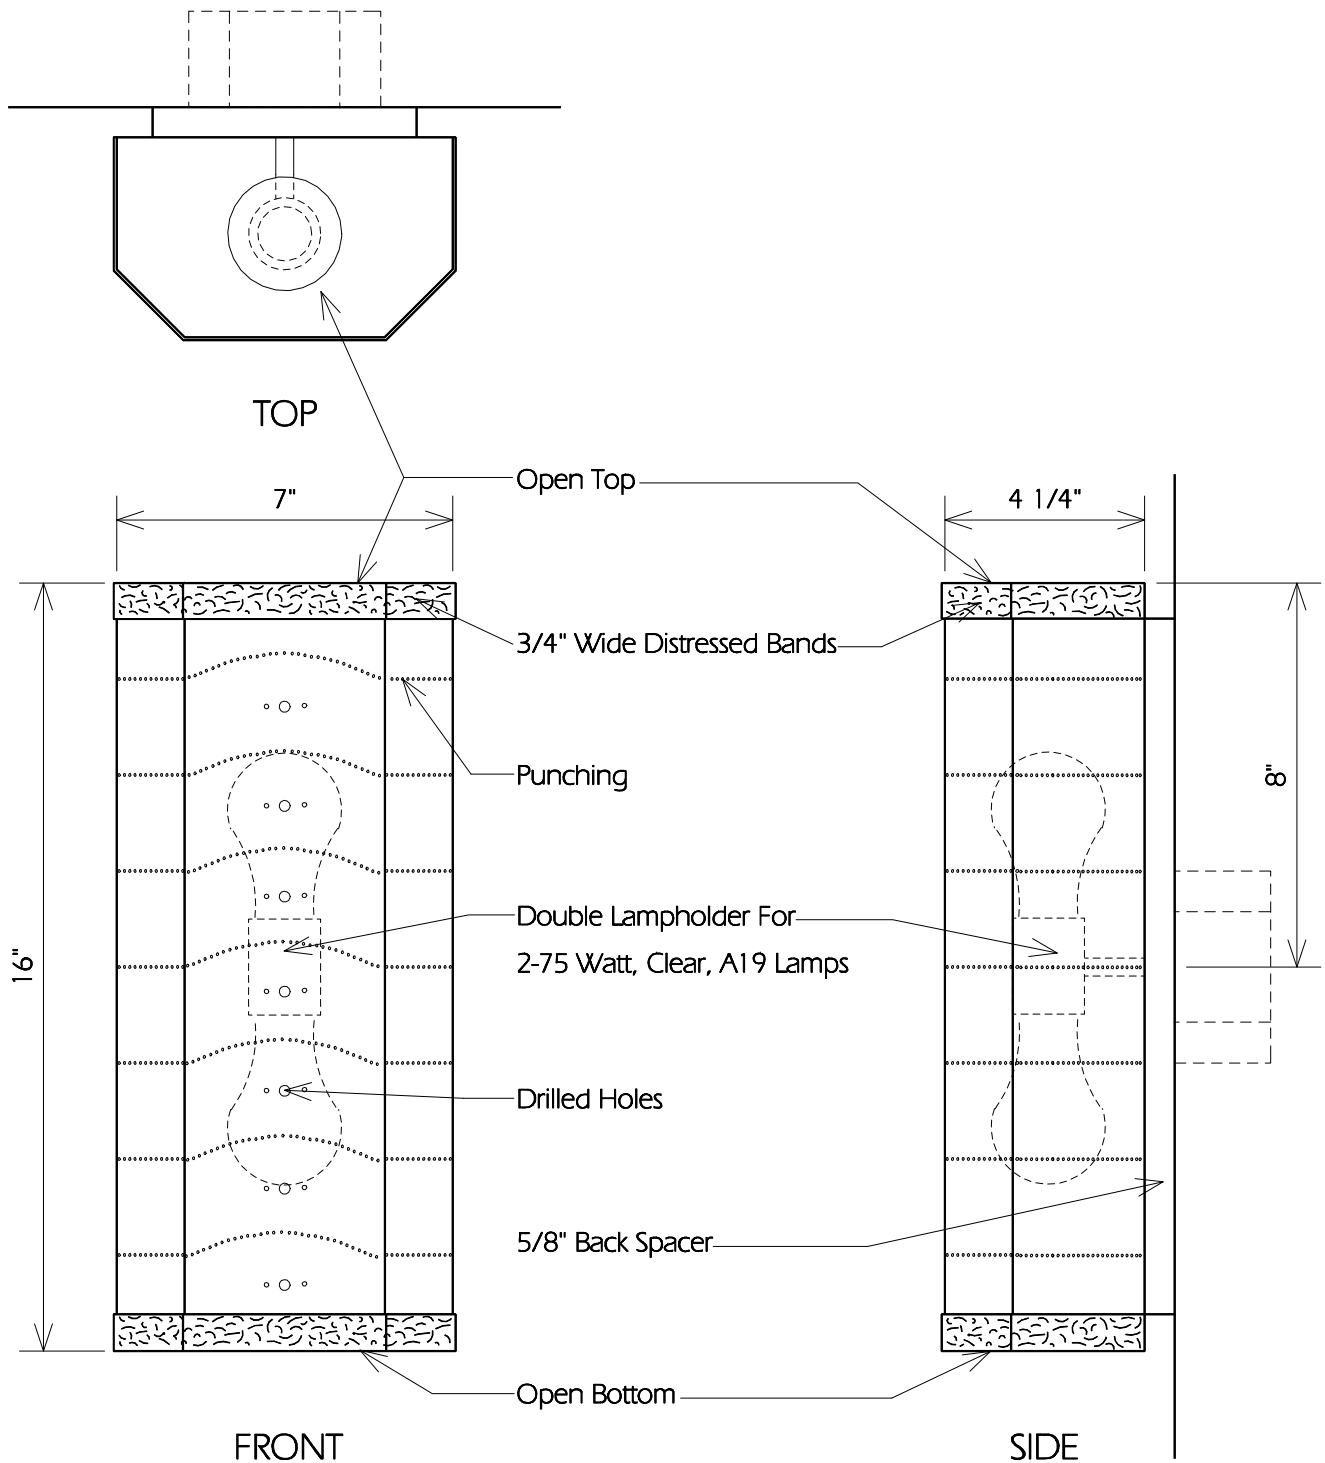 TOP
Open Top
7"
4 1/4"
3/4" Wide Distressed Bands
Punching
8"
Double Lampholder For
2-75 Watt, Clear, A19 Lamps
16"
Drilled Holes
5/8" Back Spacer
Open Bottom
FRONT
SIDE